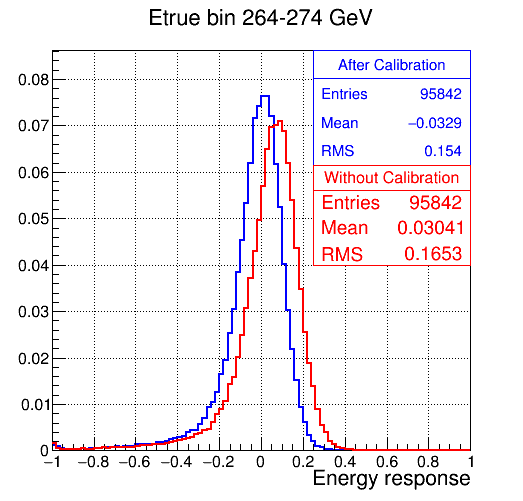 Etrue bin 264-274 GeV
After Calibration
Entries 95842
Mean −0.0329
RMS 0.154
Without Calibration
Entries 95842
Mean 0.03041
RMS 0.1653
0.08
0.07
0.06
0.05
0.04
0.03
0.02
0.01
0
−1 −0.8 −0.6 −0.4 −0.2 0 0.2 0.4 0.6 0.8 1
Energy response